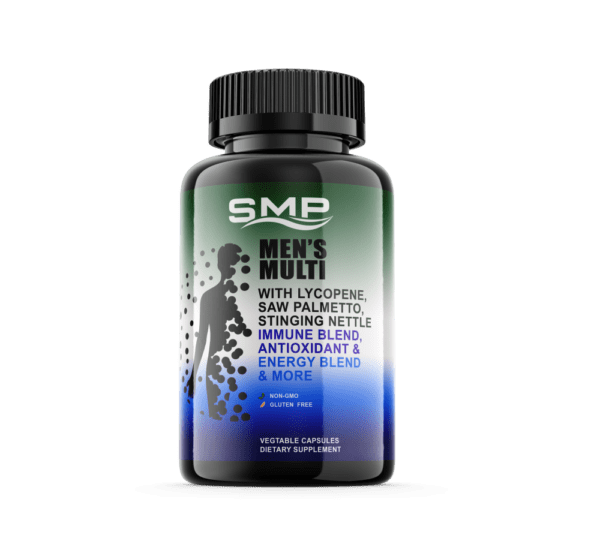 SMP
MEN'S
MULTI
WITH LYCOPENE,
SAW PALMETTO,
STINGING NETTLE
IMMUNE BLEND,
ANTIOXIDANT &
ENERGY BLEND
& MORE
NON-GMO
GLUTEN FREE
VEGTABLE CAPSULES
DIETARY SUPPLEMENT